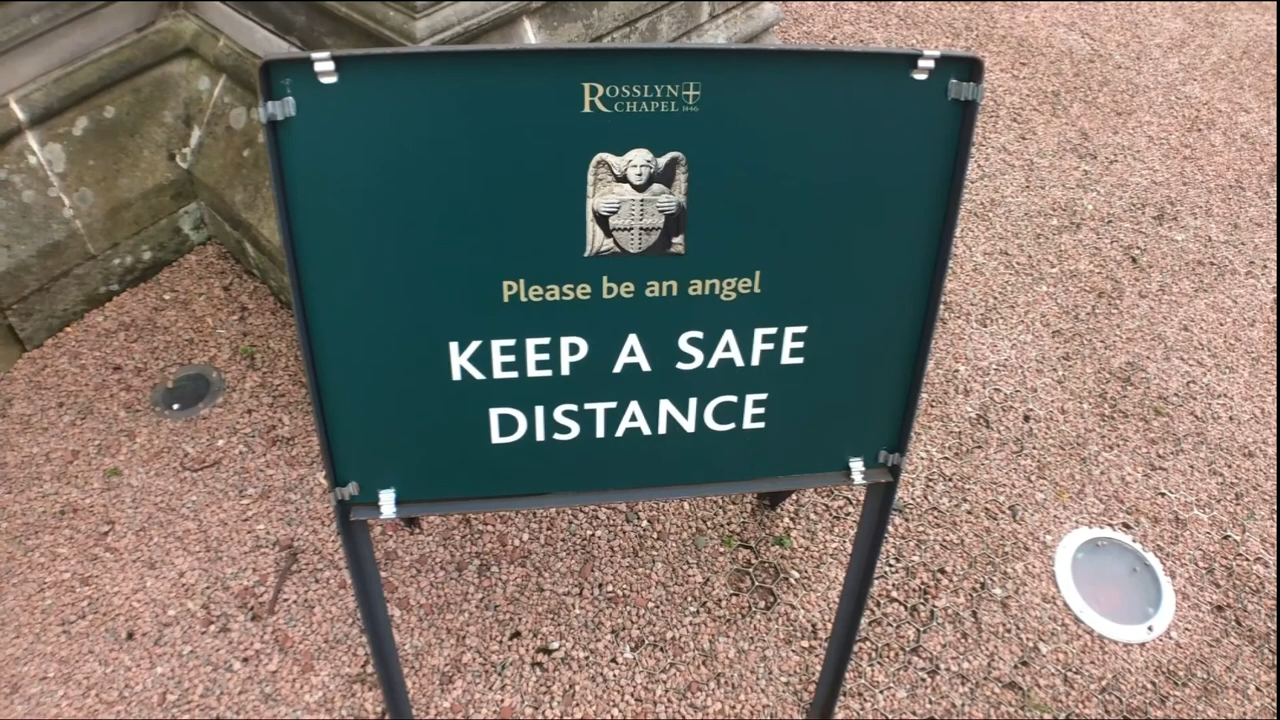 ROSSLYN
CHAPEL 1446
Please be an angel
KEEP A SAFE
DISTANCE